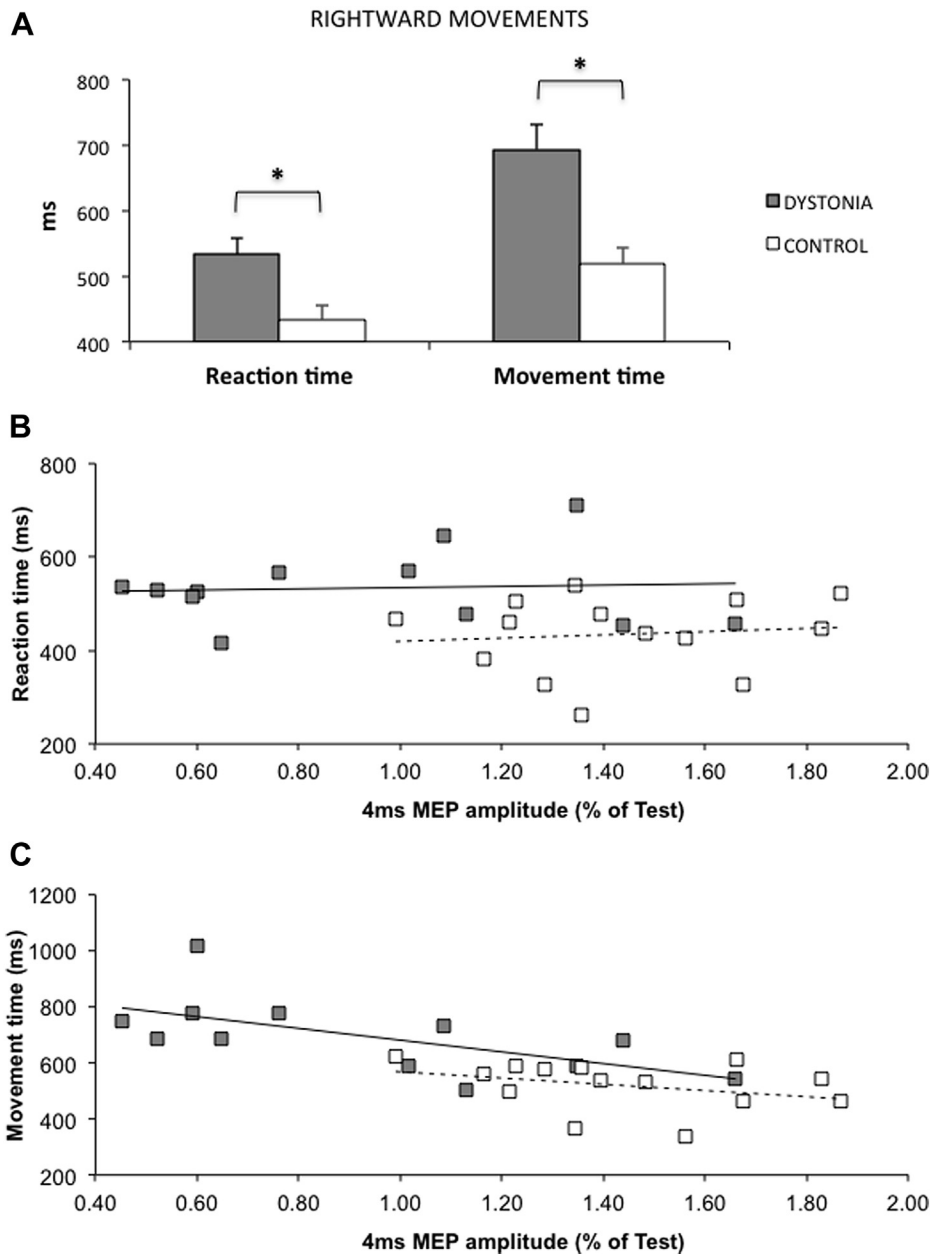 A
RIGHTWARD MOVEMENTS
*
*
800
700
600
500
400
ms
DYSTONIA
CONTROL
Reaction time
Movement time
B
800
600
400
200
Reaction time (ms)
0.40 0.60 0.80 1.00 1.20 1.40 1.60 1.80 2.00
4ms MEP amplitude (% of Test)
C
1200
1000
800
600
400
200
Movement time (ms)
0.40 0.60 0.80 1.00 1.20 1.40 1.60 1.80 2.00
4ms MEP amplitude (% of Test)